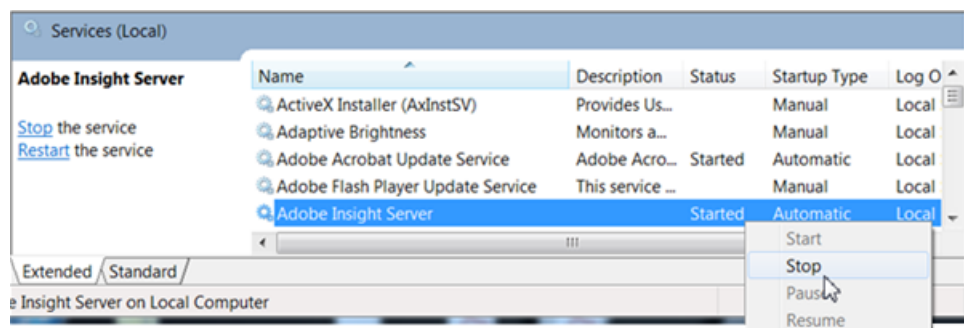 Services (Local)
Adobe Insight Server
Stop the service
Restart the service
Name Description Status Startup Type Log O
ActiveX Installer (AxInstSV) Provides Us... Manual Local
Adaptive Brightness Monitors a... Manual Local
Adobe Acrobat Update Service Adobe Acro... Started Automatic Local
Adobe Flash Player Update Service This service ... Manual Local
Adobe Insight Server Started Automatic Local
Start
Stop
Pause
Resume
Extended Standard
e Insight Server on Local Computer